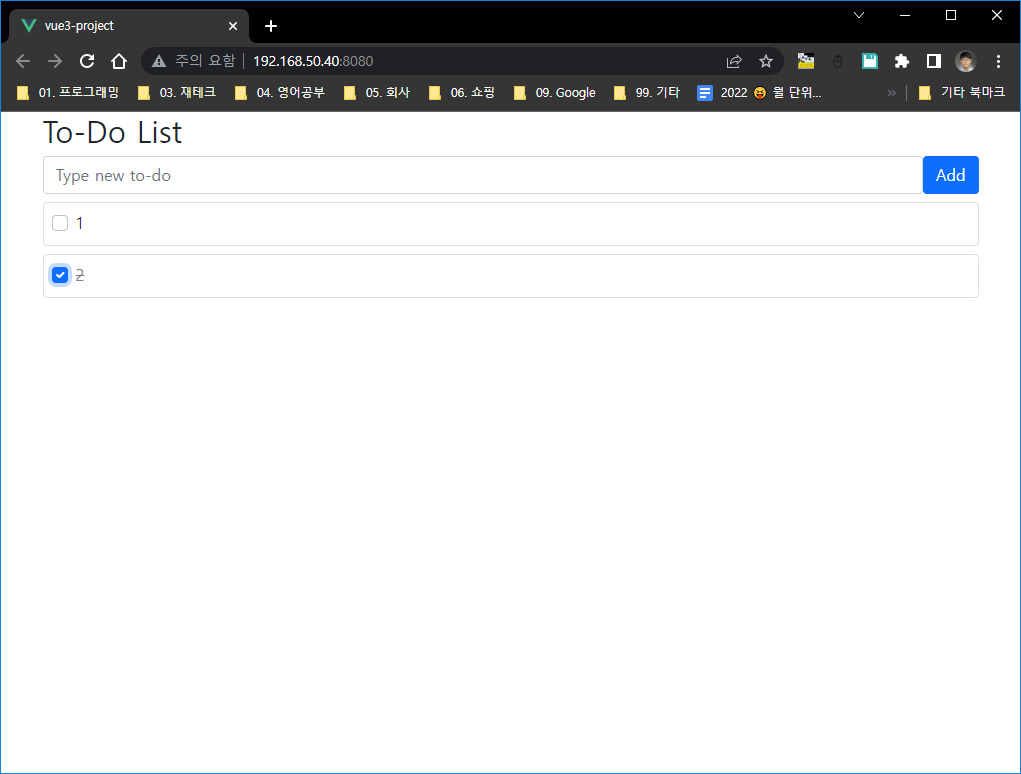 vue3-project
주의 요함 192.168.50.40:8080
01. 프로그래밍 03. 재테크 04. 영어공부 05. 회사 06. 쇼핑 09. Google 99. 기타 2022 😝 월 단위... » 기타 북마크
To-Do List
Type new to-do Add
1
2